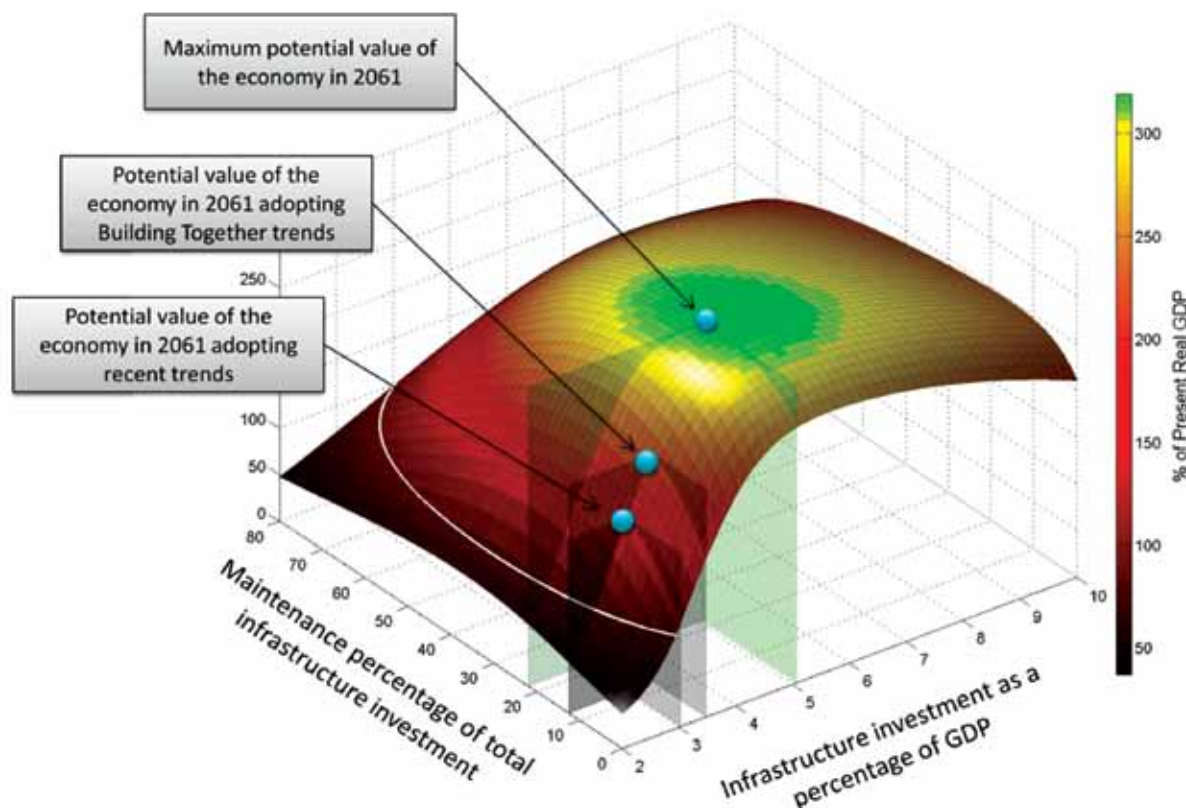 Maximum potential value of
the economy in 2061
Potential value of the
economy in 2061 adopting
Building Together trends
Potential value of the
economy in 2061 adopting
recent trends
250
100
50
0
80
70
60
50
40
30
20
10
0
Maintenance percentage of total
infrastructure investment
2
3
4
5
6
7
8
9
10
Infrastructure investment as a
percentage of GDP
300
250
200
150
100
50
% of Present Real GDP